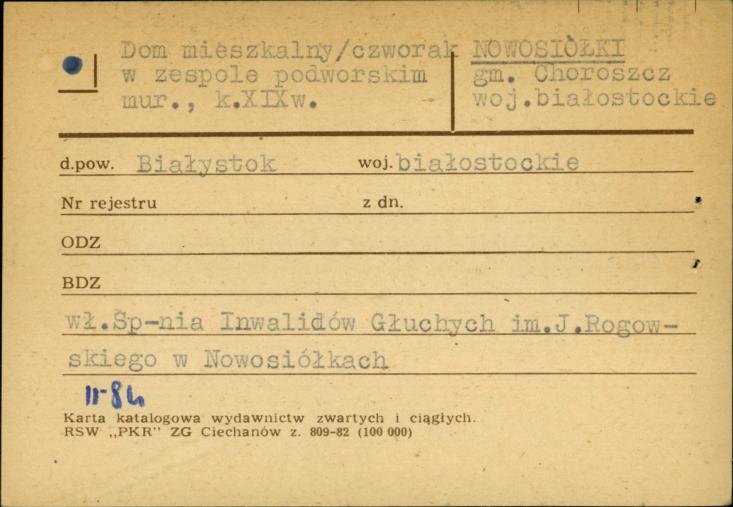 Dom mieszkalny/czworak
w zespole podworskim
mur., k.XIXw.
NOWOSIÓŁKI
gm. Choroszcz
woj.białostockie
d.pow. Białystok woj. białostockie
Nr rejestru z dn.
ODZ
BDZ
wł.Sp-nia Inwalidów Głuchych im.J.Rogow-
skiego w Nowosiółkach
Karta katalogowa wydawnictw zwartych i ciągłych.
RSW „PKR” ZG Ciechanów z. 809-82 (100 000)